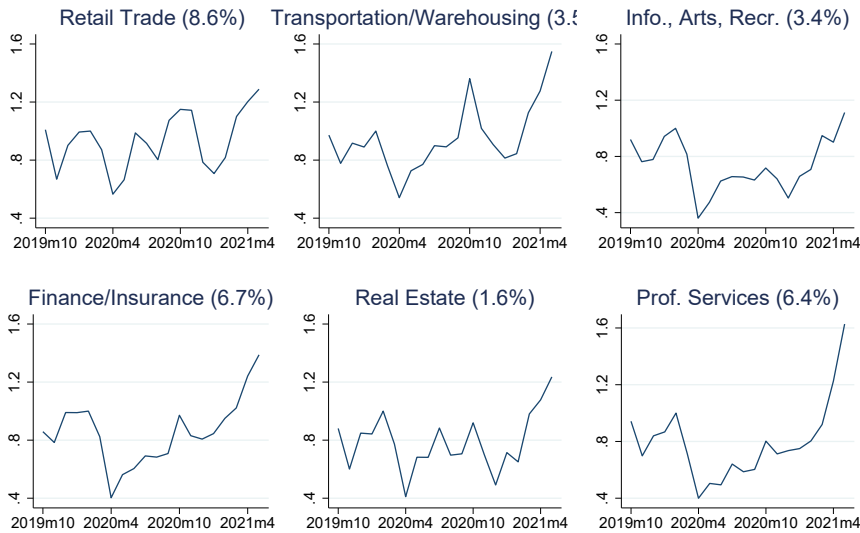 Retail Trade (8.6%)
1.6
1.2
.8
.4
2019m10 2020m4 2020m10 2021m4
Transportation/Warehousing (3.5
1.6
1.2
.8
.4
2019m10 2020m4 2020m10 2021m4
Info., Arts, Recr. (3.4%)
1.6
1.2
.8
.4
2019m10 2020m4 2020m10 2021m4
Finance/Insurance (6.7%)
1.6
1.2
.8
.4
2019m10 2020m4 2020m10 2021m4
Real Estate (1.6%)
1.6
1.2
.8
.4
2019m10 2020m4 2020m10 2021m4
Prof. Services (6.4%)
1.6
1.2
.8
.4
2019m10 2020m4 2020m10 2021m4